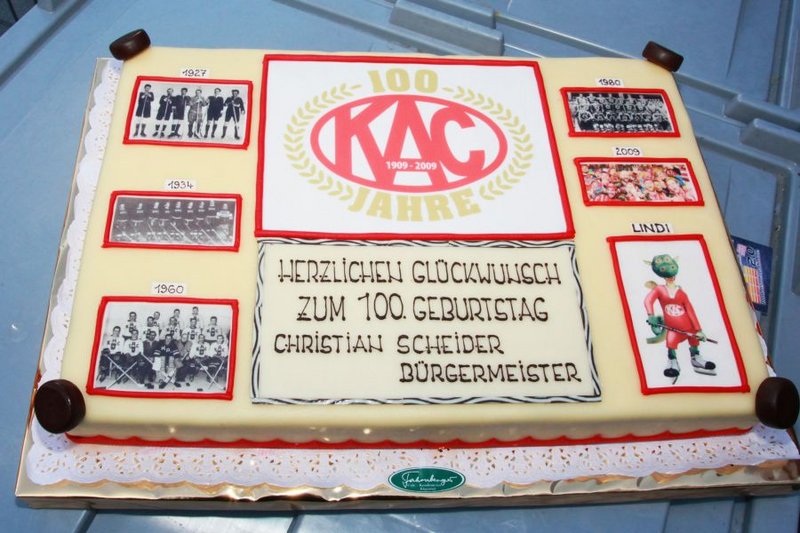 1927
100
KAC
1909 - 2009
JAHRE
1980
2009
1934
LINDI
1960
KAC
HERZLICHEN GLÜCKWUNSCH
ZUM 100. GEBURTSTAG
CHRISTIAN SCHEIDER
BÜRGERMEISTER